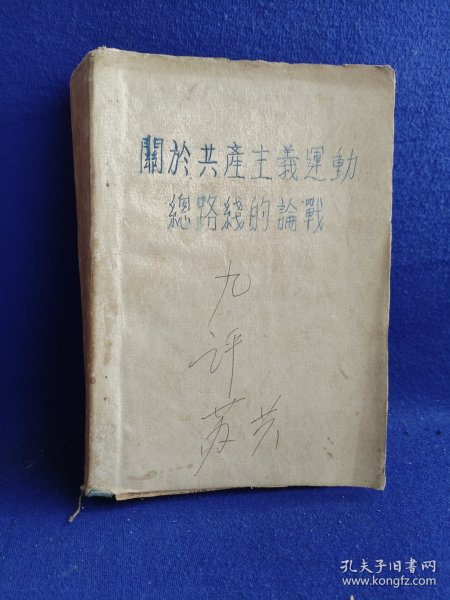 關於共產主義運動
總路綫的論戰
九
评
苏共
孔夫子旧书网
www.kongfz.com